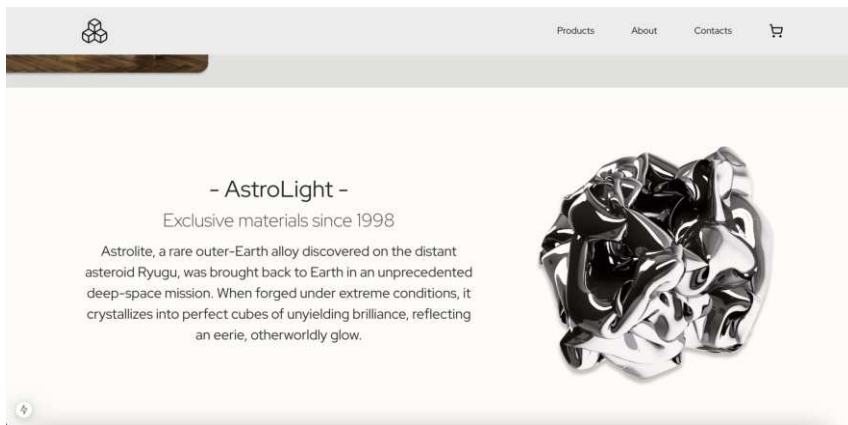 Products About Contacts
- AstroLight -
Exclusive materials since 1998
Astrolite, a rare outer-Earth alloy discovered on the distant
asteroid Ryugu, was brought back to Earth in an unprecedented
deep-space mission. When forged under extreme conditions, it
crystallizes into perfect cubes of unyielding brilliance, reflecting
an eerie, otherworldly glow.